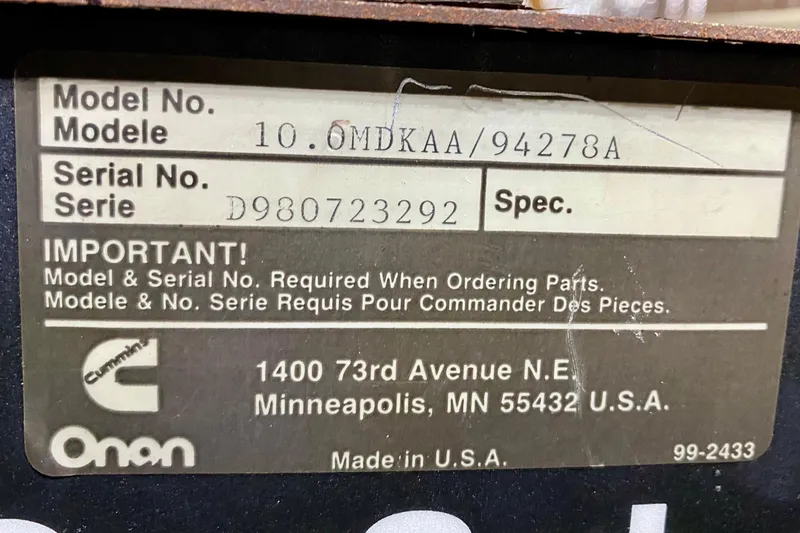 Model No.
Modele 10.0MDKAA/94278A
Serial No.
Serie D980723292
Spec.
IMPORTANT!
Model & Serial No. Required When Ordering Parts.
Modele & No. Serie Requis Pour Commander Des Pieces.
Cummins
1400 73rd Avenue N.E.
Minneapolis, MN 55432 U.S.A.
Onan
Made in U.S.A.
99-2433